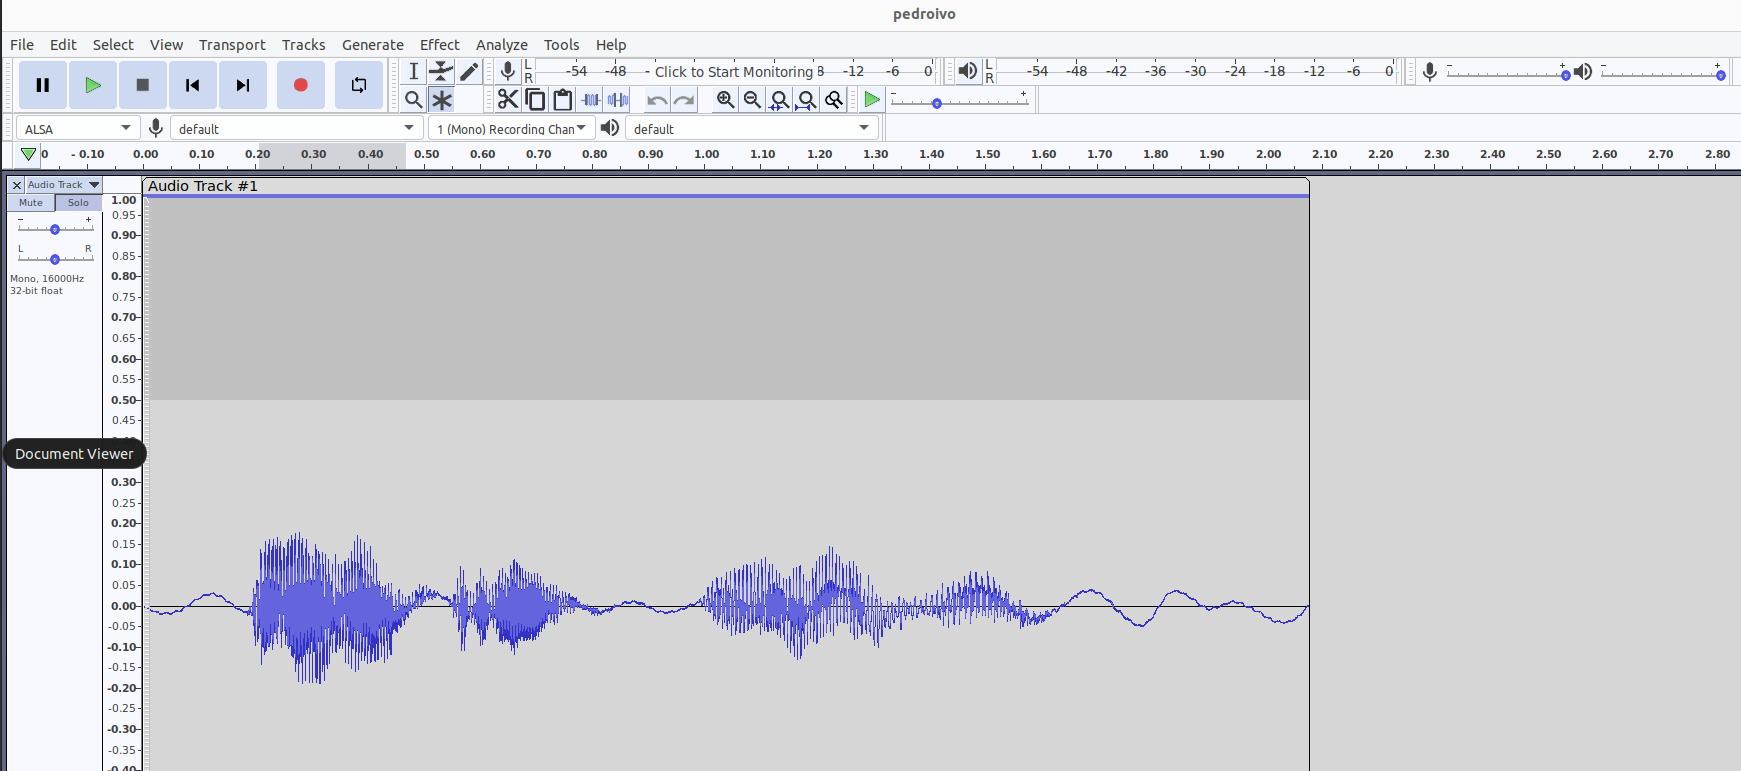 pedroivo
File Edit Select View Transport Tracks Generate Effect Analyze Tools Help
L -54 -48 - Click to Start Monitoring 8 -12 -6 0 L -54 -48 -42 -36 -30 -24 -18 -12 -6 0 - + - +
R R
- +
ALSA default 1 (Mono) Recording Chan default
0 - 0.10 0.00 0.10 0.20 0.30 0.40 0.50 0.60 0.70 0.80 0.90 1.00 1.10 1.20 1.30 1.40 1.50 1.60 1.70 1.80 1.90 2.00 2.10 2.20 2.30 2.40 2.50 2.60 2.70 2.80
Audio Track Audio Track #1
Mute Solo 1.00
- + 0.95
0.90
L R 0.85
0.80
Mono, 16000Hz
32-bit float
0.75
0.70
0.65
0.60
0.55
0.50
0.45
Document Viewer
0.30
0.25
0.20
0.15
0.10
0.05
0.00
-0.05
-0.10
-0.15
-0.20
-0.25
-0.30
-0.35
-0.40